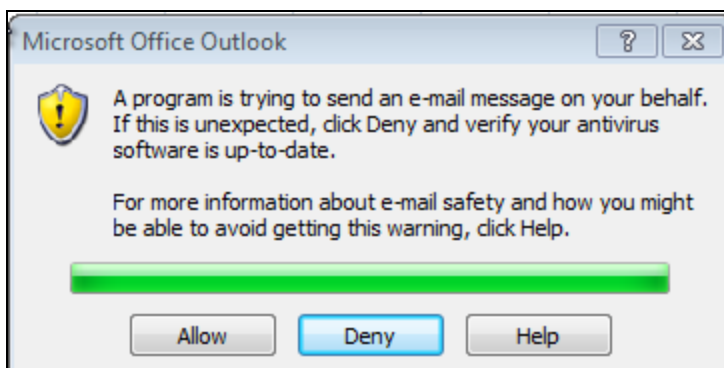 Microsoft Office Outlook
A program is trying to send an e-mail message on your behalf.
If this is unexpected, click Deny and verify your antivirus
software is up-to-date.
For more information about e-mail safety and how you might
be able to avoid getting this warning, click Help.
Allow Deny Help